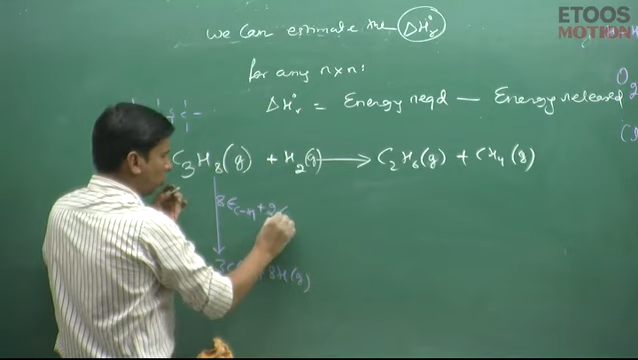 ETOOS
MOTION
we can estimate the ΔH°r
for any rxn:
ΔH°r = Energy reqd — Energy released
C3H8(g) + H2(g) → C2H6(g) + CH4(g)
8EC-H + 2
8H(g)